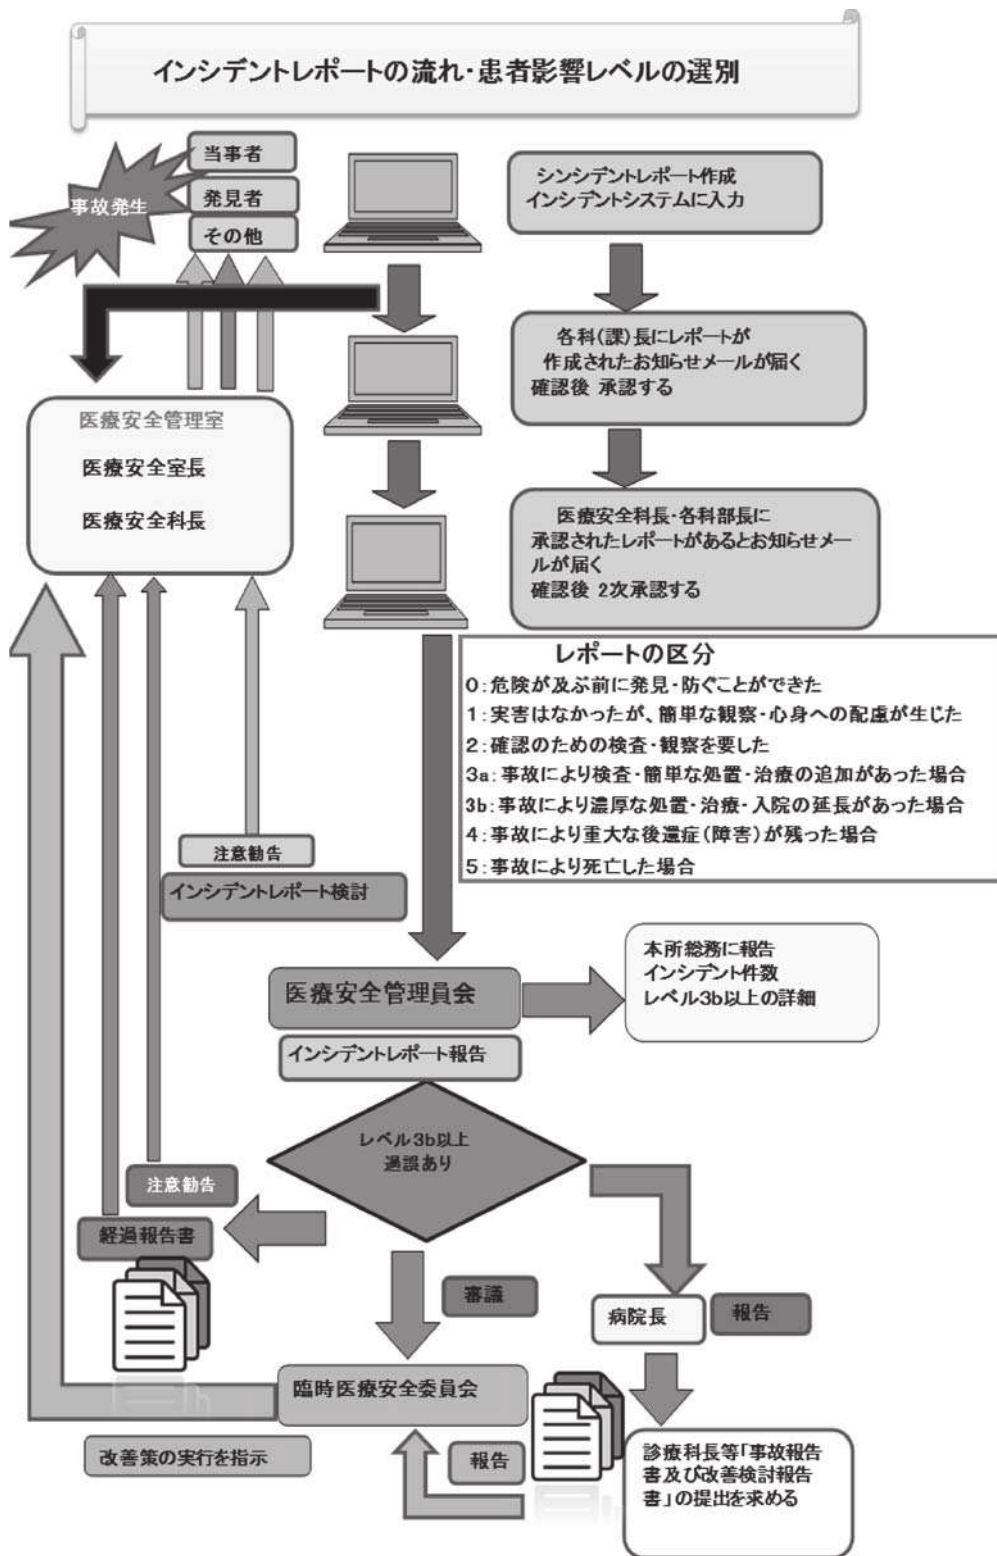 インシデントレポートの流れ・患者影響レベルの選別
当事者
事故発生
発見者
その他
シンシデントレポート作成
インシデントシステムに入力
各科(課)長にレポートが
作成されたお知らせメールが届く
確認後 承認する
医療安全管理室
医療安全室長
医療安全科長
医療安全科長・各科部長に
承認されたレポートがあるとお知らせメー
ルが届く
確認後 2次承認する
レポートの区分
0:危険が及ぶ前に発見・防ぐことができた
1:実害はなかったが、簡単な観察・心身への配慮が生じた
2:確認のための検査・観察を要した
3a:事故により検査・簡単な処置・治療の追加があった場合
3b:事故により濃厚な処置・治療・入院の延長があった場合
4:事故により重大な後遺症(障害)が残った場合
5:事故により死亡した場合
注意勧告
インシデントレポート検討
医療安全管理員会
本所総務に報告
インシデント件数
レベル3b以上の詳細
インシデントレポート報告
レベル3b以上
過誤あり
注意勧告
経過報告書
審議
病院長
報告
臨時医療安全委員会
改善策の実行を指示
報告
診療科長等「事故報告
書及び改善検討報告
書」の提出を求める